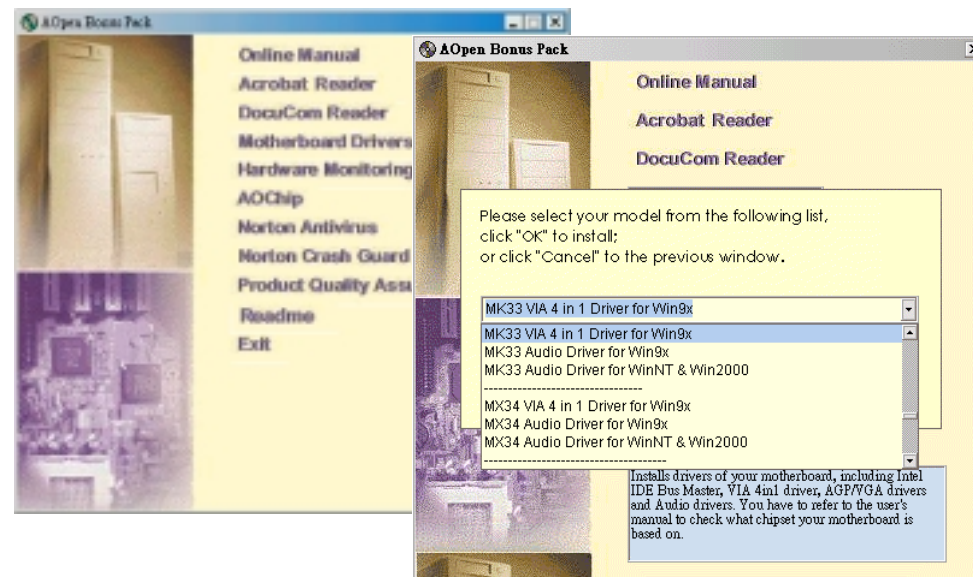 AOpen Bonus Pack
Online Manual
Acrobat Reader
DocuCom Reader
Motherboard Drivers
Hardware Monitoring
AOChip
Norton Antivirus
Norton Crash Guard
Product Quality Assu
Readme
Exit
AOpen Bonus Pack
Online Manual
Acrobat Reader
DocuCom Reader
Please select your model from the following list,
click "OK" to install;
or click "Cancel" to the previous window.
MK33 VIA 4 in 1 Driver for Win9x
MK33 VIA 4 in 1 Driver for Win9x
MK33 Audio Driver for Win9x
MK33 Audio Driver for WinNT & Win2000
---------------------------------
MX34 VIA 4 in 1 Driver for Win9x
MX34 Audio Driver for Win9x
MX34 Audio Driver for WinNT & Win2000
--------------------------------------
Installs drivers of your motherboard, including Intel
IDE Bus Master, VIA 4in1 driver, AGP/VGA drivers
and Audio drivers. You have to refer to the user's
manual to check what chipset your motherboard is
based on.